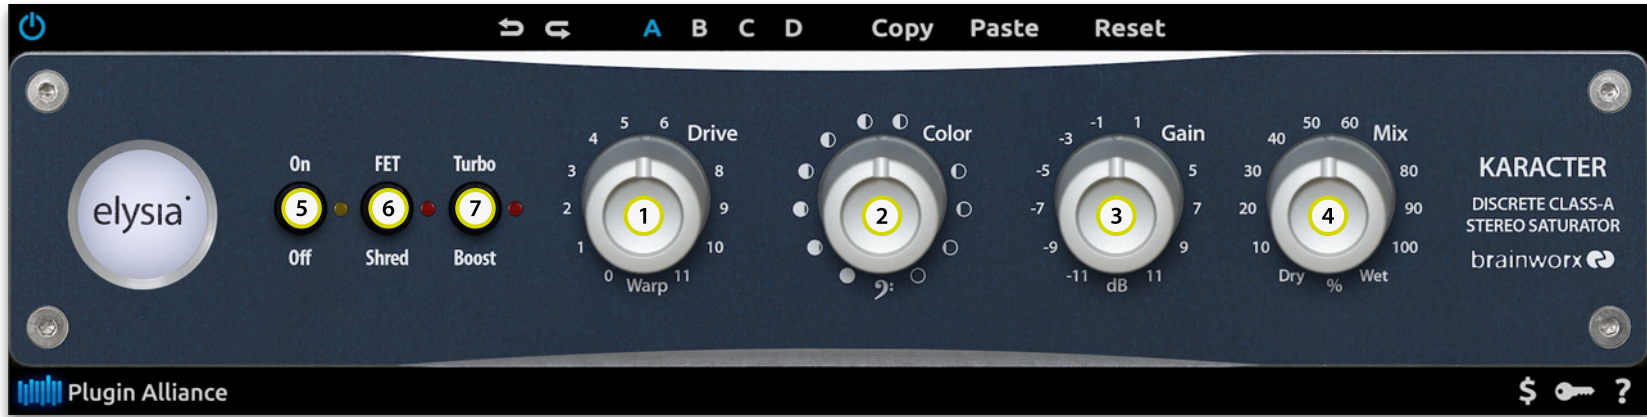 A B C D Copy Paste Reset
elysia
On FET Turbo
5 6 7
Off Shred Boost
Drive
0 1 2 3 4 5 6 8 9 10 11
1
Warp
Color
2
Gain
-11 -9 -7 -5 -3 -1 1 5 7 9 11
3
dB
Mix
Dry 10 20 30 40 50 60 80 90 100 Wet
4
%
KARACTER
DISCRETE CLASS-A
STEREO SATURATOR
brainworx
Plugin Alliance
$ ?